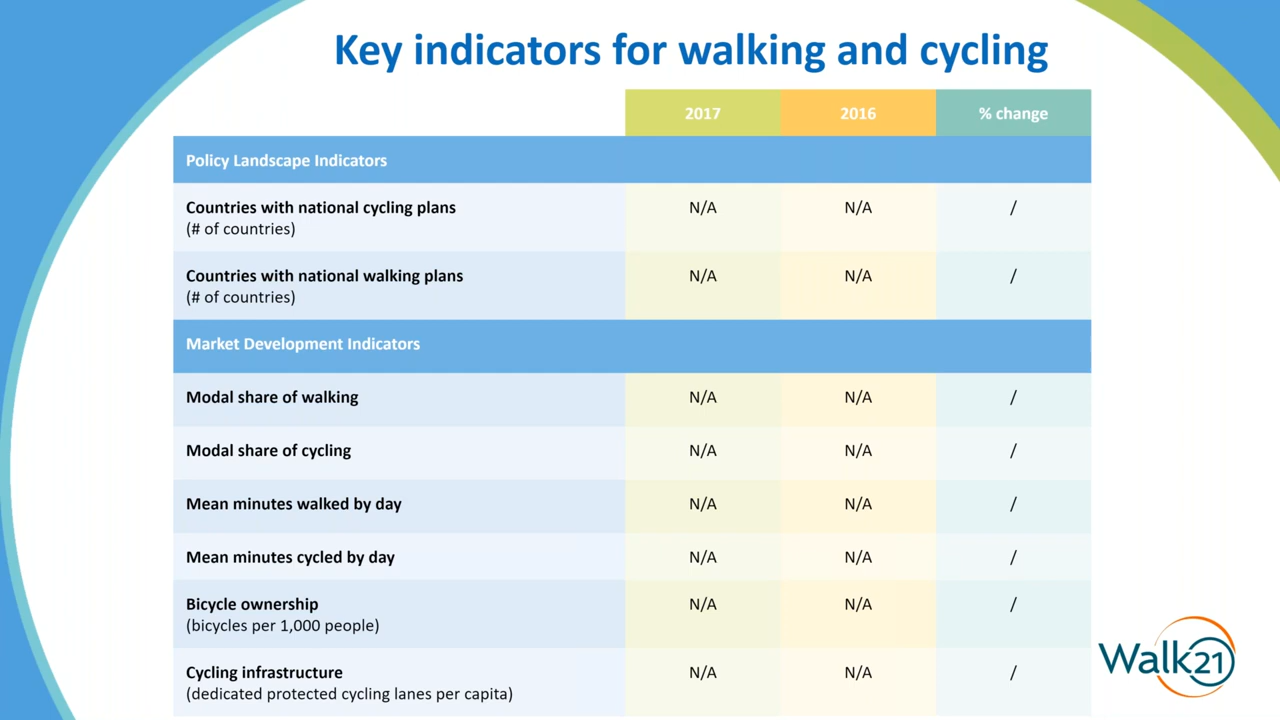 Key indicators for walking and cycling
2017 2016 % change
Policy Landscape Indicators
Countries with national cycling plans N/A N/A /
(# of countries)
Countries with national walking plans N/A N/A /
(# of countries)
Market Development Indicators
Modal share of walking N/A N/A /
Modal share of cycling N/A N/A /
Mean minutes walked by day N/A N/A /
Mean minutes cycled by day N/A N/A /
Bicycle ownership N/A N/A /
(bicycles per 1,000 people)
Cycling infrastructure N/A N/A /
(dedicated protected cycling lanes per capita)
Walk21